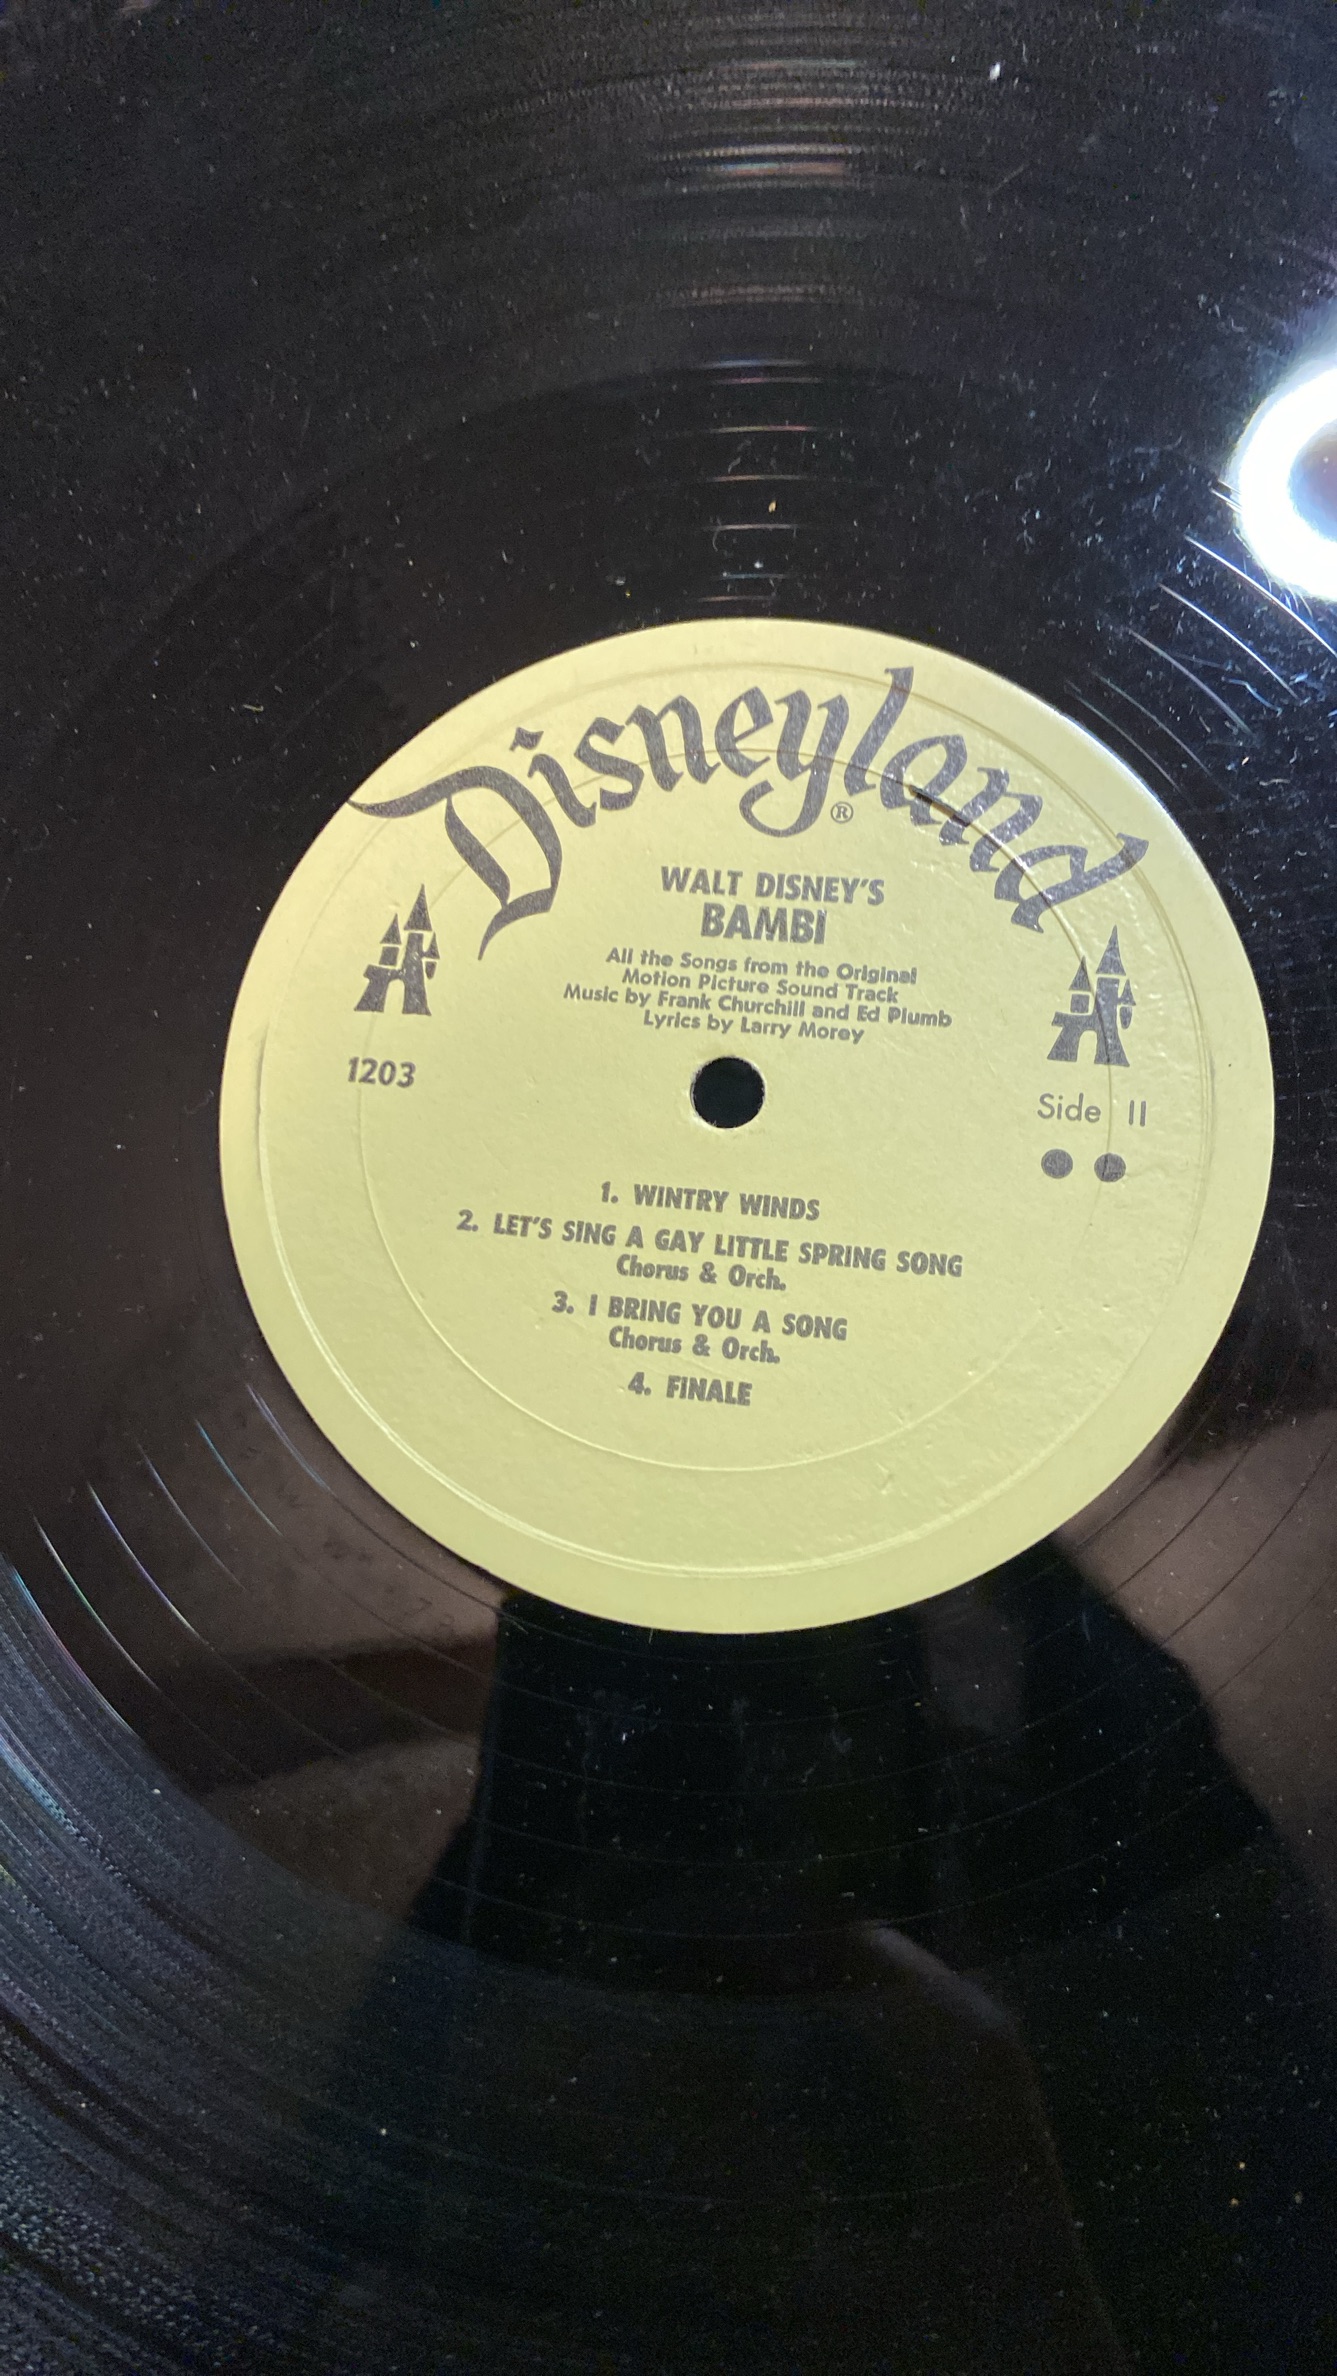 Disneyland®
WALT DISNEY'S
BAMBI
All the Songs from the Original
Motion Picture Sound Track
Music by Frank Churchill and Ed Plumb
Lyrics by Larry Morey
1203
Side II
1. WINTRY WINDS
2. LET'S SING A GAY LITTLE SPRING SONG
Chorus & Orch.
3. I BRING YOU A SONG
Chorus & Orch.
4. FINALE